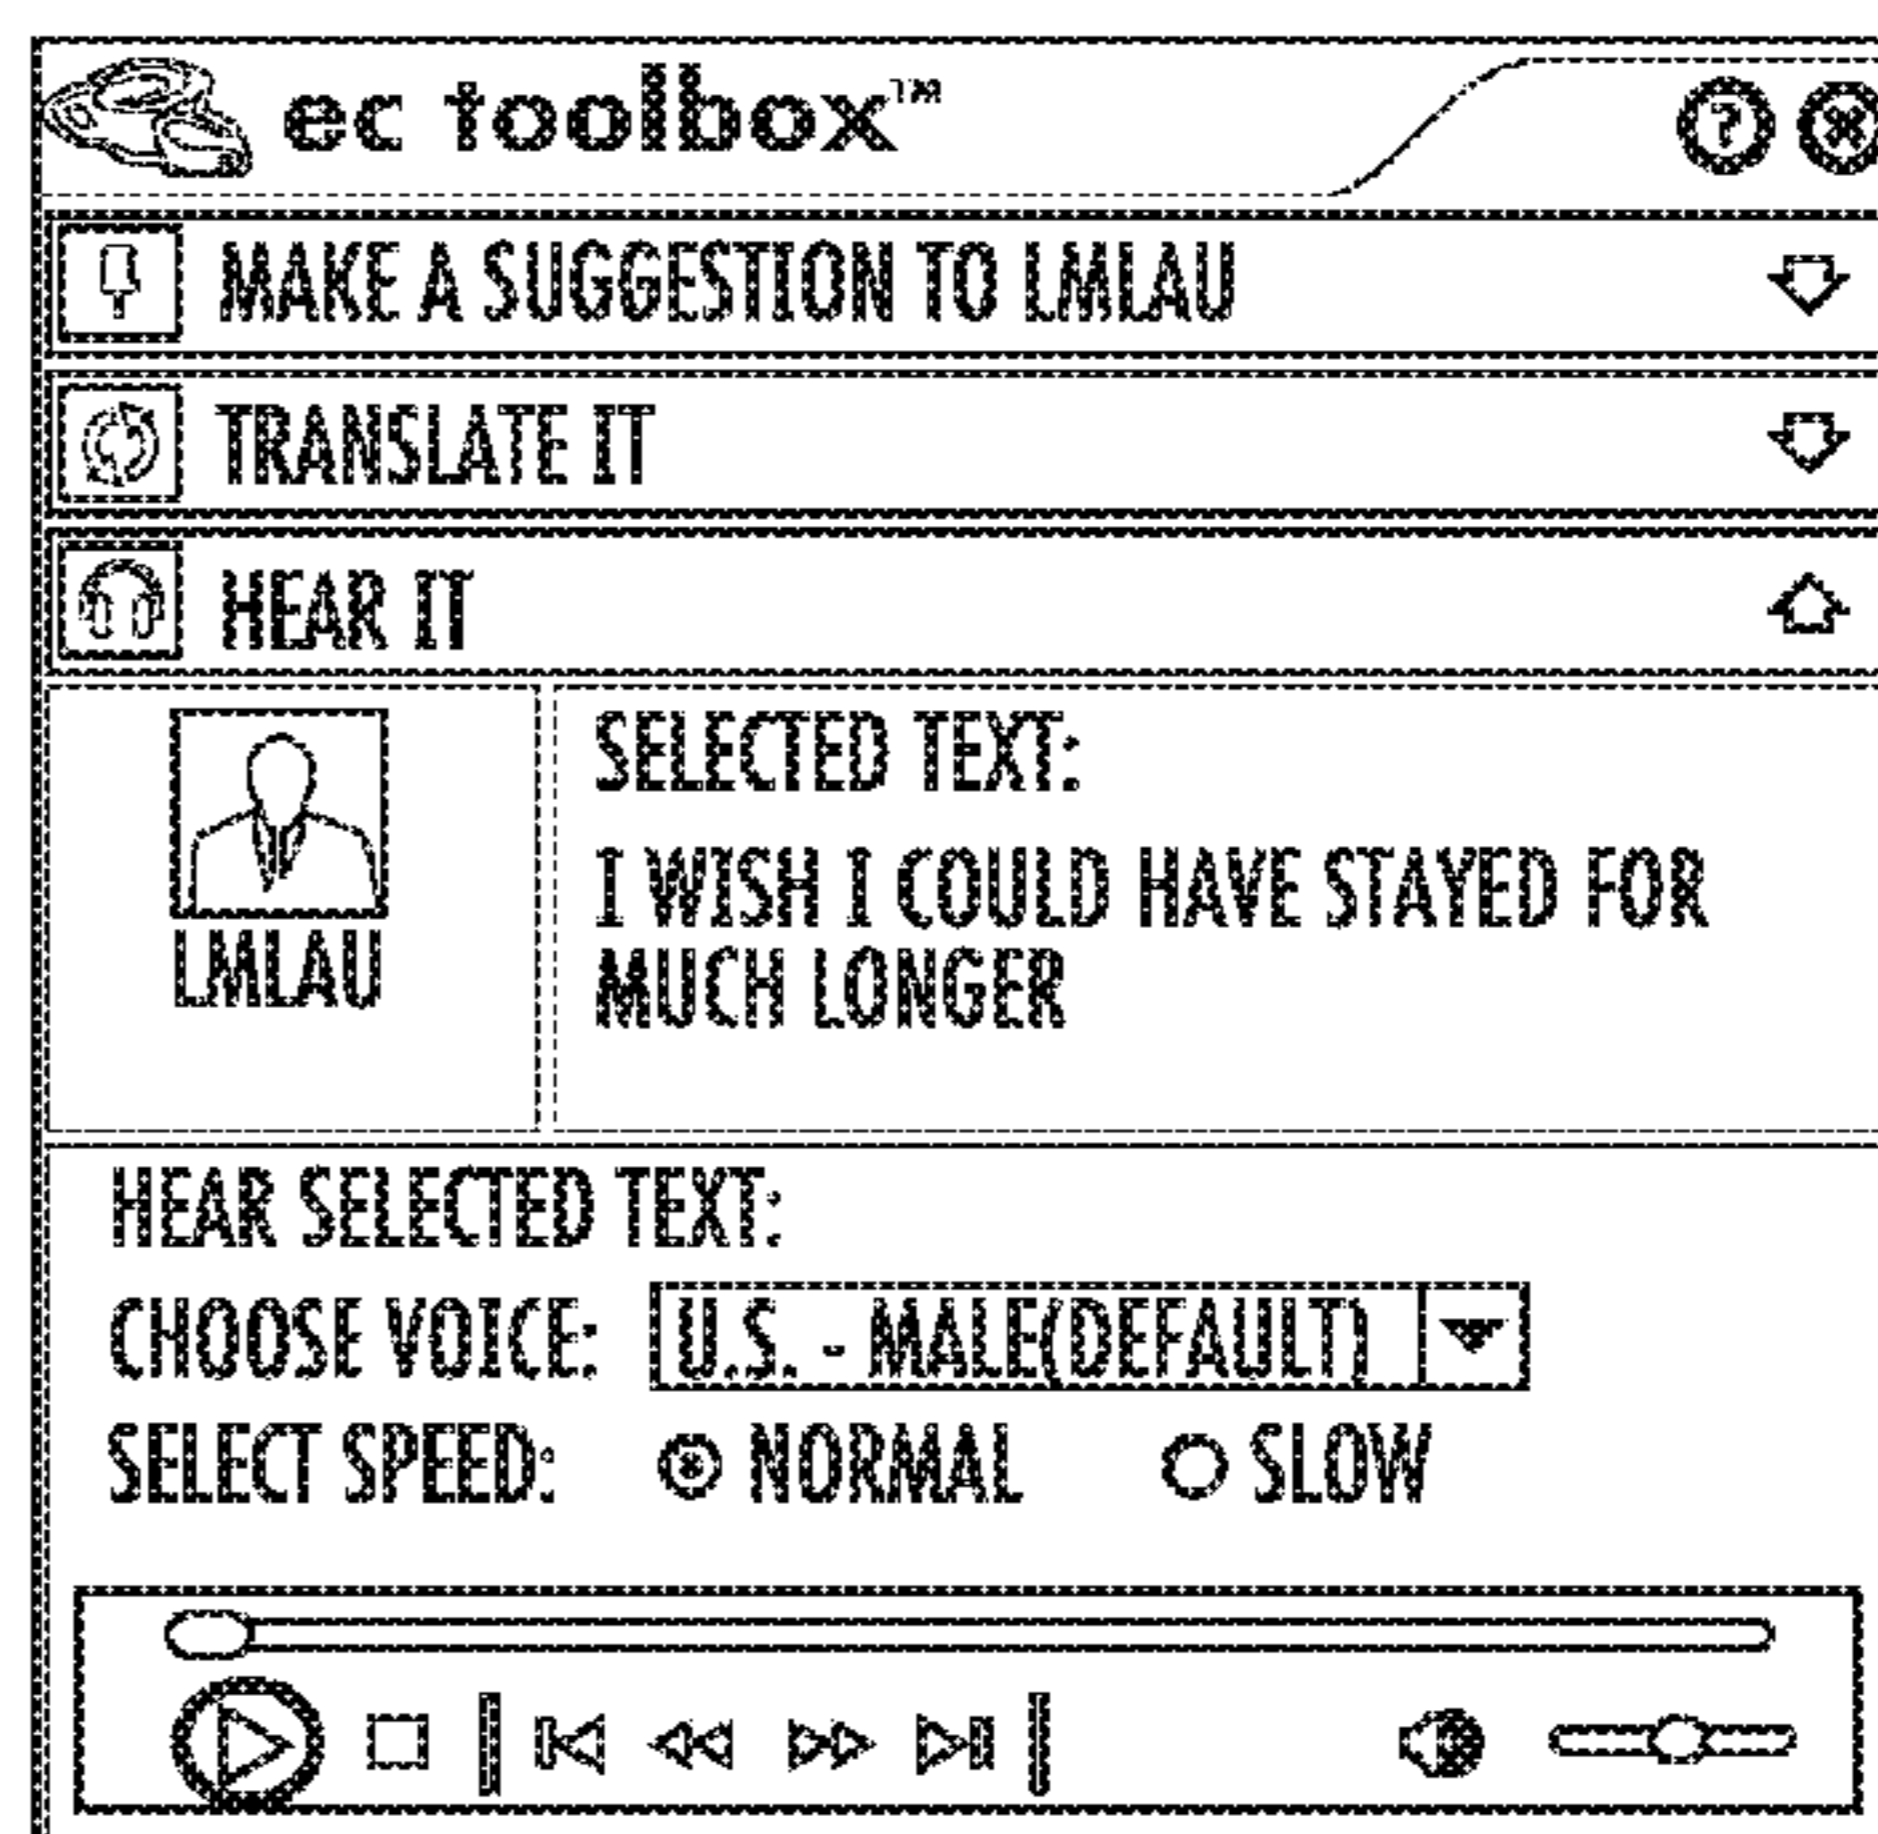 ec toolbox™
?
MAKE A SUGGESTION TO LMLAU
TRANSLATE IT
HEAR IT
LMLAU
SELECTED TEXT:
I WISH I COULD HAVE STAYED FOR
MUCH LONGER
HEAR SELECTED TEXT:
CHOOSE VOICE: U.S. - MALE(DEFAULT)
SELECT SPEED: NORMAL SLOW